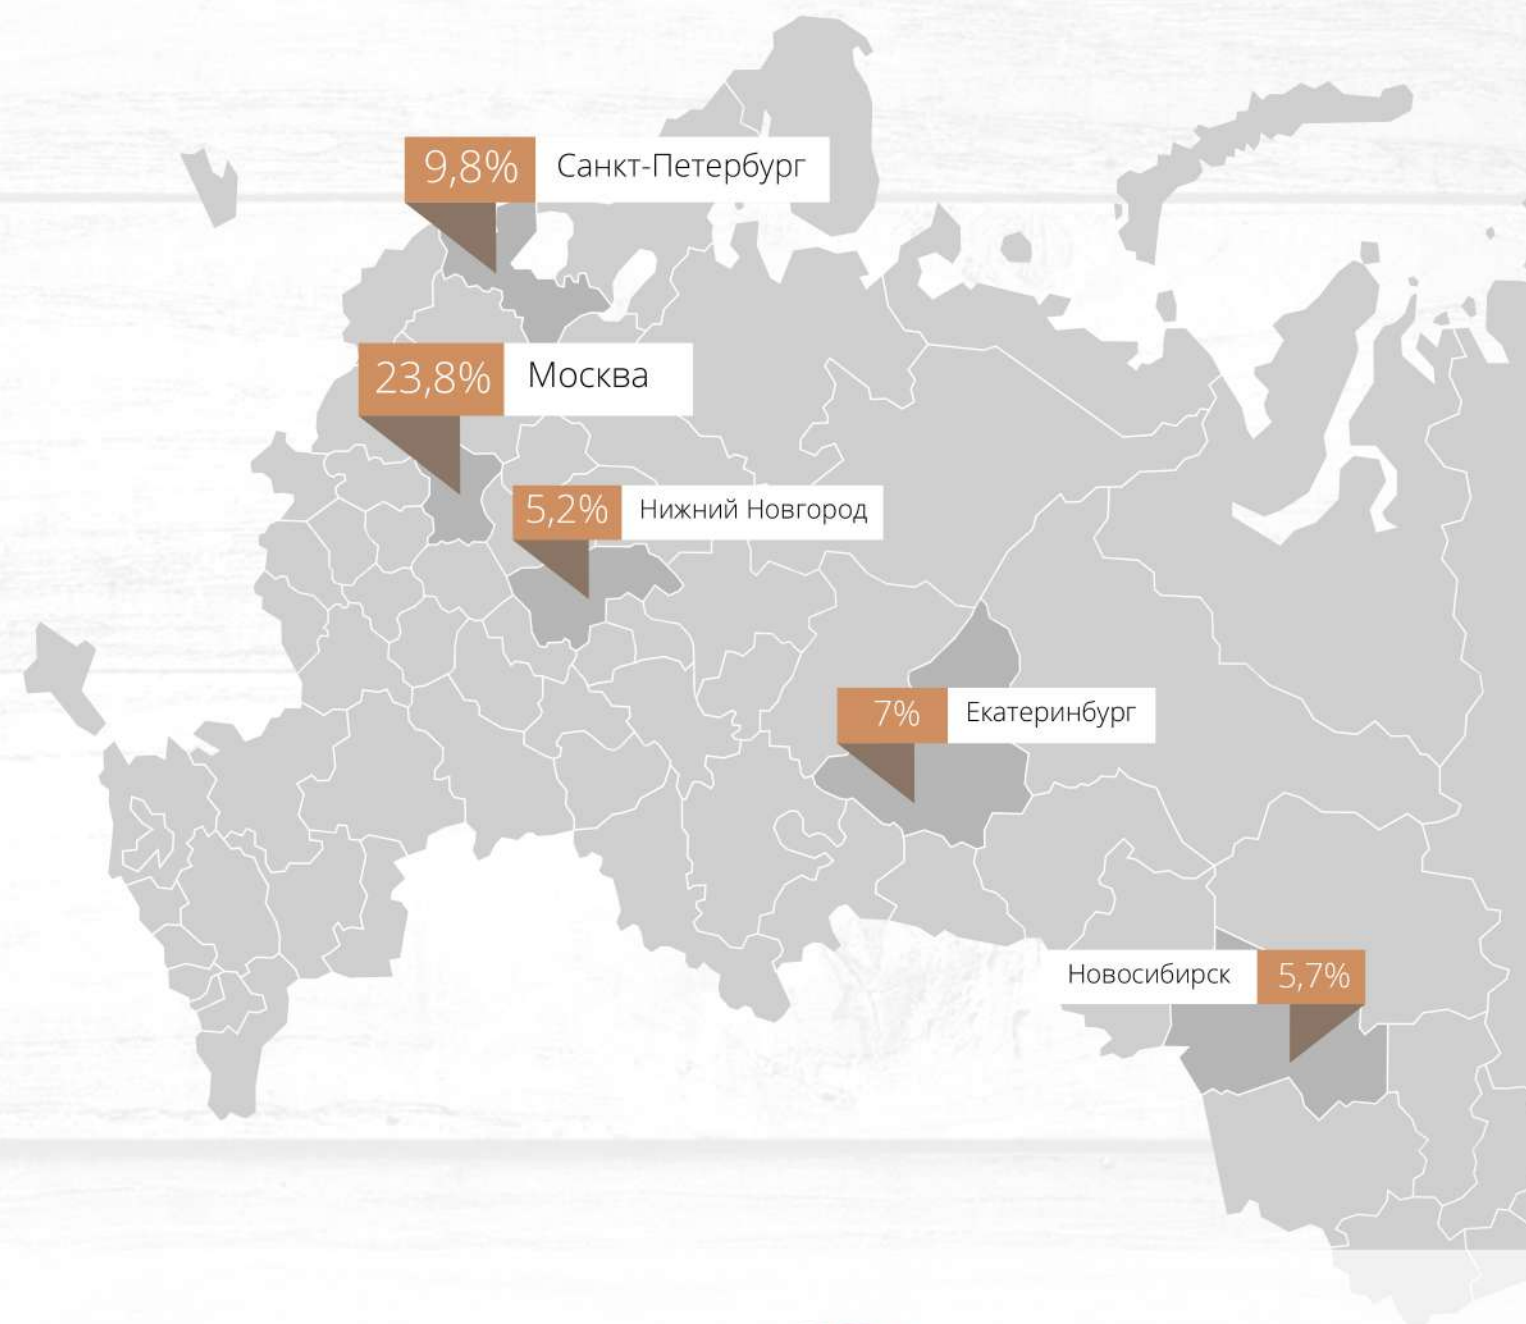 9,8% Санкт-Петербург
23,8% Москва
5,2% Нижний Новгород
7% Екатеринбург
Новосибирск 5,7%